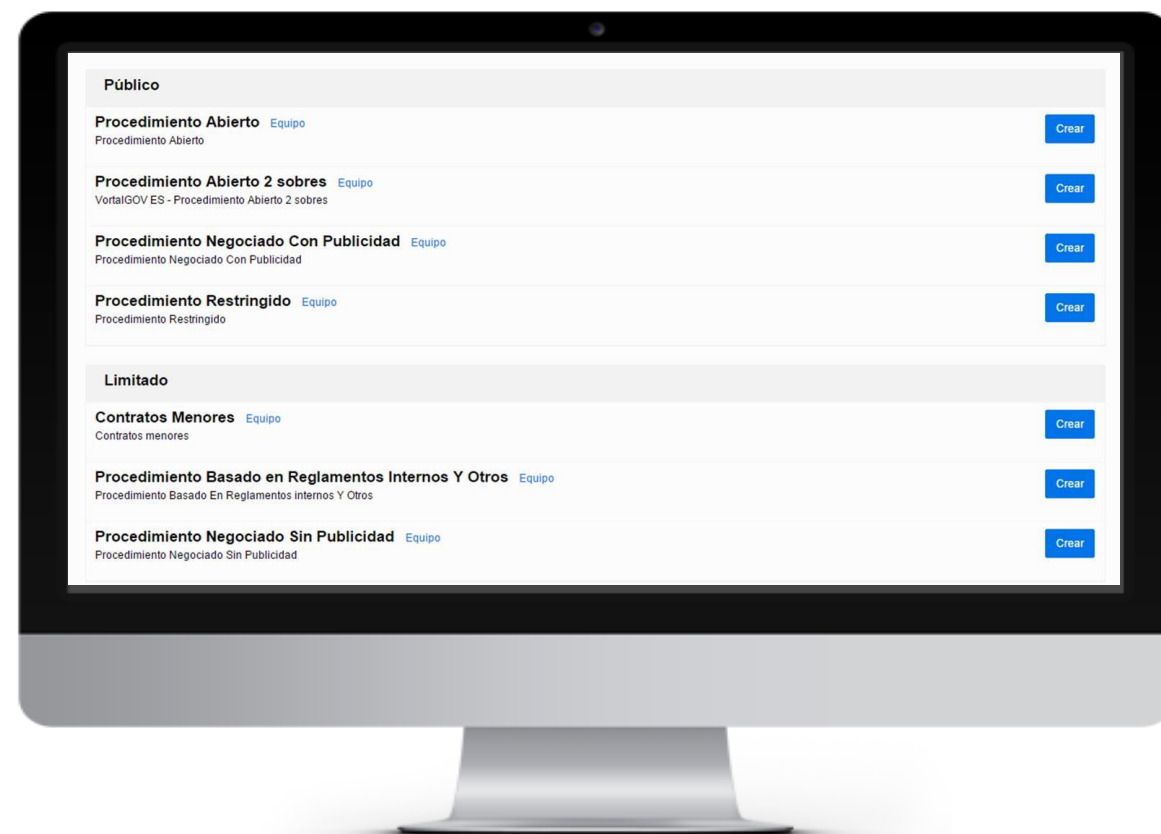 Público
Procedimiento Abierto Equipo
Procedimiento Abierto
Crear
Procedimiento Abierto 2 sobres Equipo
VortalGOV ES - Procedimiento Abierto 2 sobres
Crear
Procedimiento Negociado Con Publicidad Equipo
Procedimiento Negociado Con Publicidad
Crear
Procedimiento Restringido Equipo
Procedimiento Restringido
Crear
Limitado
Contratos Menores Equipo
Contratos menores
Crear
Procedimiento Basado en Reglamentos Internos Y Otros Equipo
Procedimiento Basado En Reglamentos internos Y Otros
Crear
Procedimiento Negociado Sin Publicidad Equipo
Procedimiento Negociado Sin Publicidad
Crear